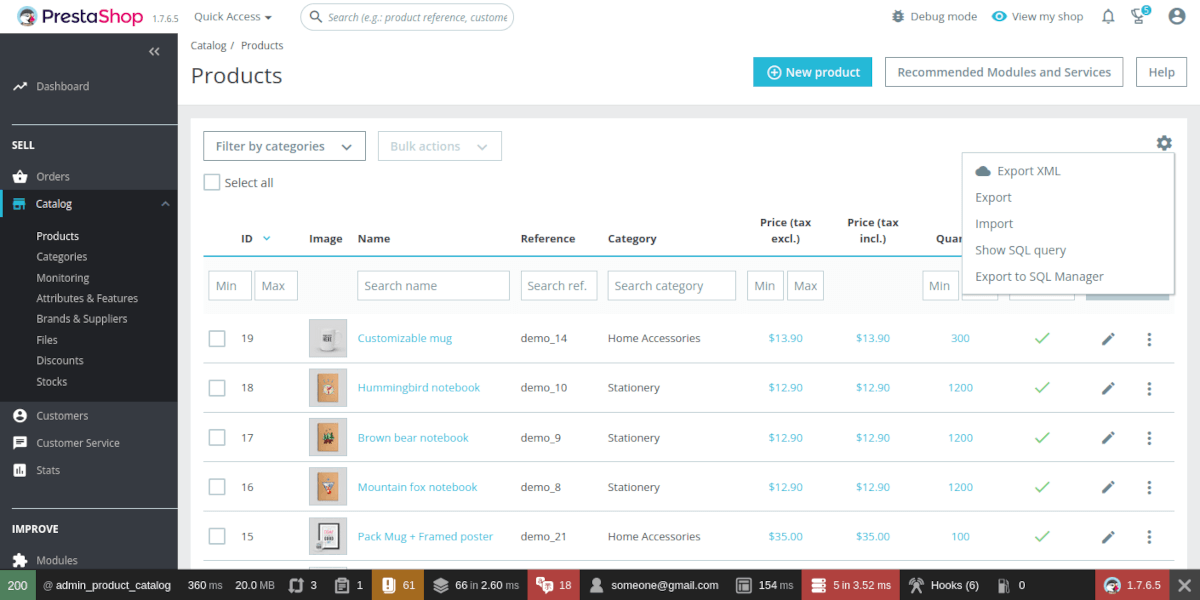 PrestaShop 1.7.6.5 Quick Access Search (e.g.: product reference, custome Debug mode View my shop 5
Catalog / Products
Products
New product Recommended Modules and Services Help
Dashboard
SELL
Orders
Catalog
Products
Categories
Monitoring
Attributes & Features
Brands & Suppliers
Files
Discounts
Stocks
Customers
Customer Service
Stats
IMPROVE
Modules
Filter by categories Bulk actions
Select all
Export XML
Export
Import
Show SQL query
Export to SQL Manager
ID Image Name Reference Category Price (tax excl.) Price (tax incl.) Quan
Min Max Search name Search ref. Search category Min Max Min
19 Customizable mug demo_14 Home Accessories $13.90 $13.90 300
18 Hummingbird notebook demo_10 Stationery $12.90 $12.90 1200
17 Brown bear notebook demo_9 Stationery $12.90 $12.90 1200
16 Mountain fox notebook demo_8 Stationery $12.90 $12.90 1200
15 Pack Mug + Framed poster demo_21 Home Accessories $35.00 $35.00 100
200 @ admin_product_catalog 360 ms 20.0 MB 3 1 61 66 in 2.60 ms 18 someone@gmail.com 154 ms 5 in 3.52 ms Hooks (6) 0 1.7.6.5